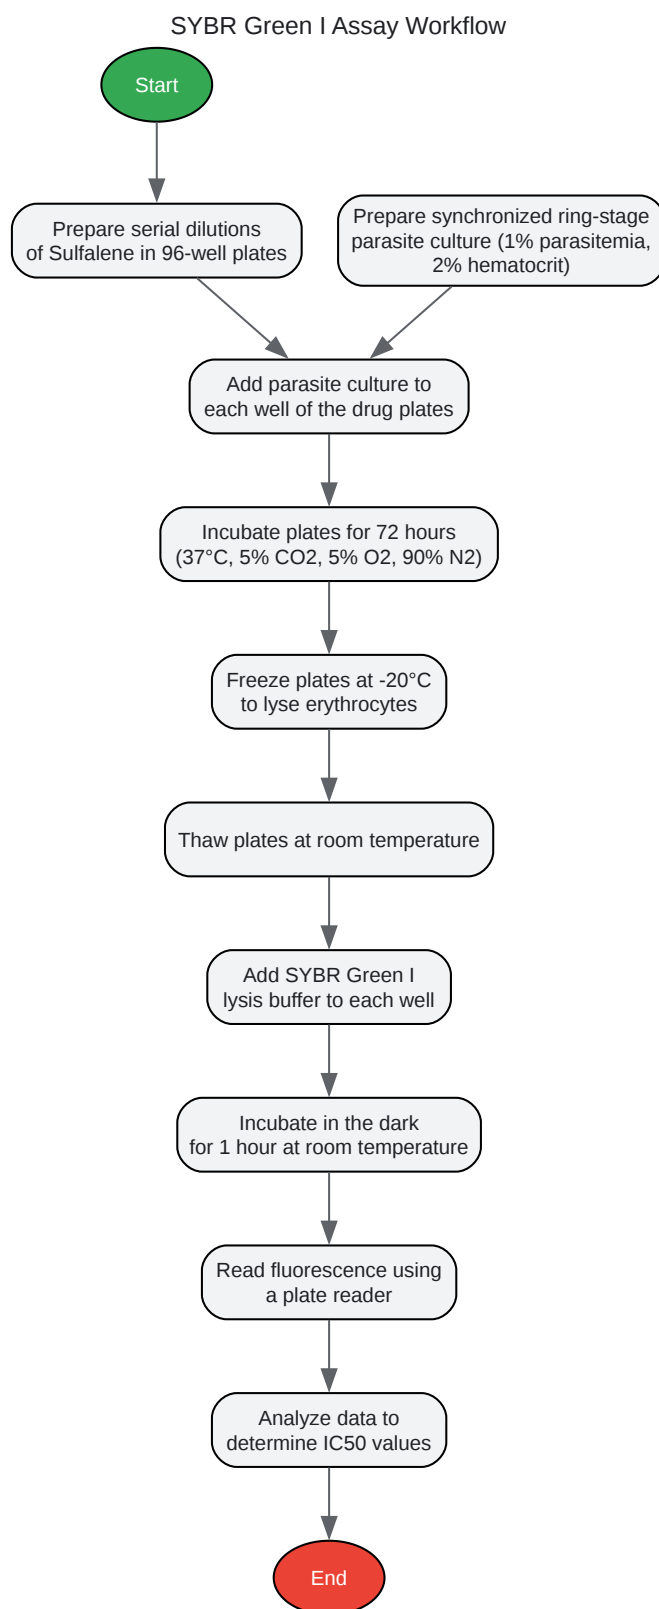 SYBR Green I Assay Workflow
Start
Prepare serial dilutions
of Sulfalene in 96-well plates
Prepare synchronized ring-stage
parasite culture (1% parasitemia,
2% hematocrit)
Add parasite culture to
each well of the drug plates
Incubate plates for 72 hours
(37°C, 5% CO2, 5% O2, 90% N2)
Freeze plates at -20°C
to lyse erythrocytes
Thaw plates at room temperature
Add SYBR Green I
lysis buffer to each well
Incubate in the dark
for 1 hour at room temperature
Read fluorescence using
a plate reader
Analyze data to
determine IC50 values
End